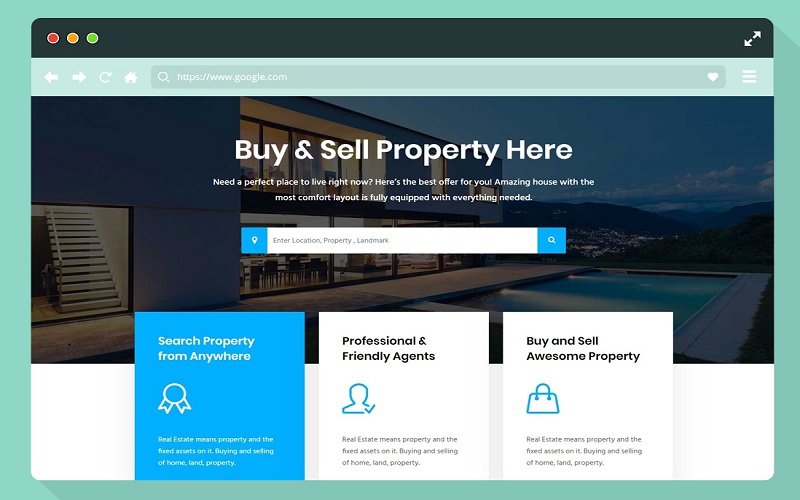 https://www.google.com
Buy & Sell Property Here
Need a perfect place to live right now? Here's the best offer for you! Amazing house with the
most comfort layout is fully equipped with everything needed.
Enter Location, Property , Landmark
Search Property
from Anywhere
Real Estate means property and the
fixed assets on it. Buying and selling
of home, land, property.
Professional &
Friendly Agents
Real Estate means property and the
fixed assets on it. Buying and selling
of home, land, property.
Buy and Sell
Awesome Property
Real Estate means property and the
fixed assets on it. Buying and selling
of home, land, property.